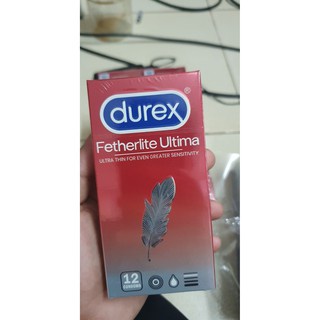 durex
Fetherlite Ultima
ULTRA THIN FOR EVEN GREATER SENSITIVITY
12